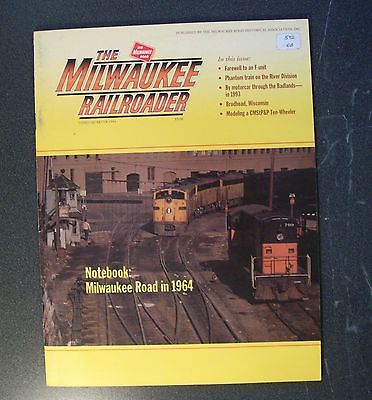 PUBLISHED BY THE MILWAUKEE ROAD HISTORICAL ASSOCIATION, INC.
THE
THE MILWAUKEE ROAD
MILWAUKEE
RAILROADER
In this issue:
• Farewell to an F-unit
• Phantom train on the River Division
• By motorcar through the Badlands—
in 1993
• Brodhead, Wisconsin
• Modeling a CMStP&P Ten-Wheeler
Notebook:
Milwaukee Road in 1964